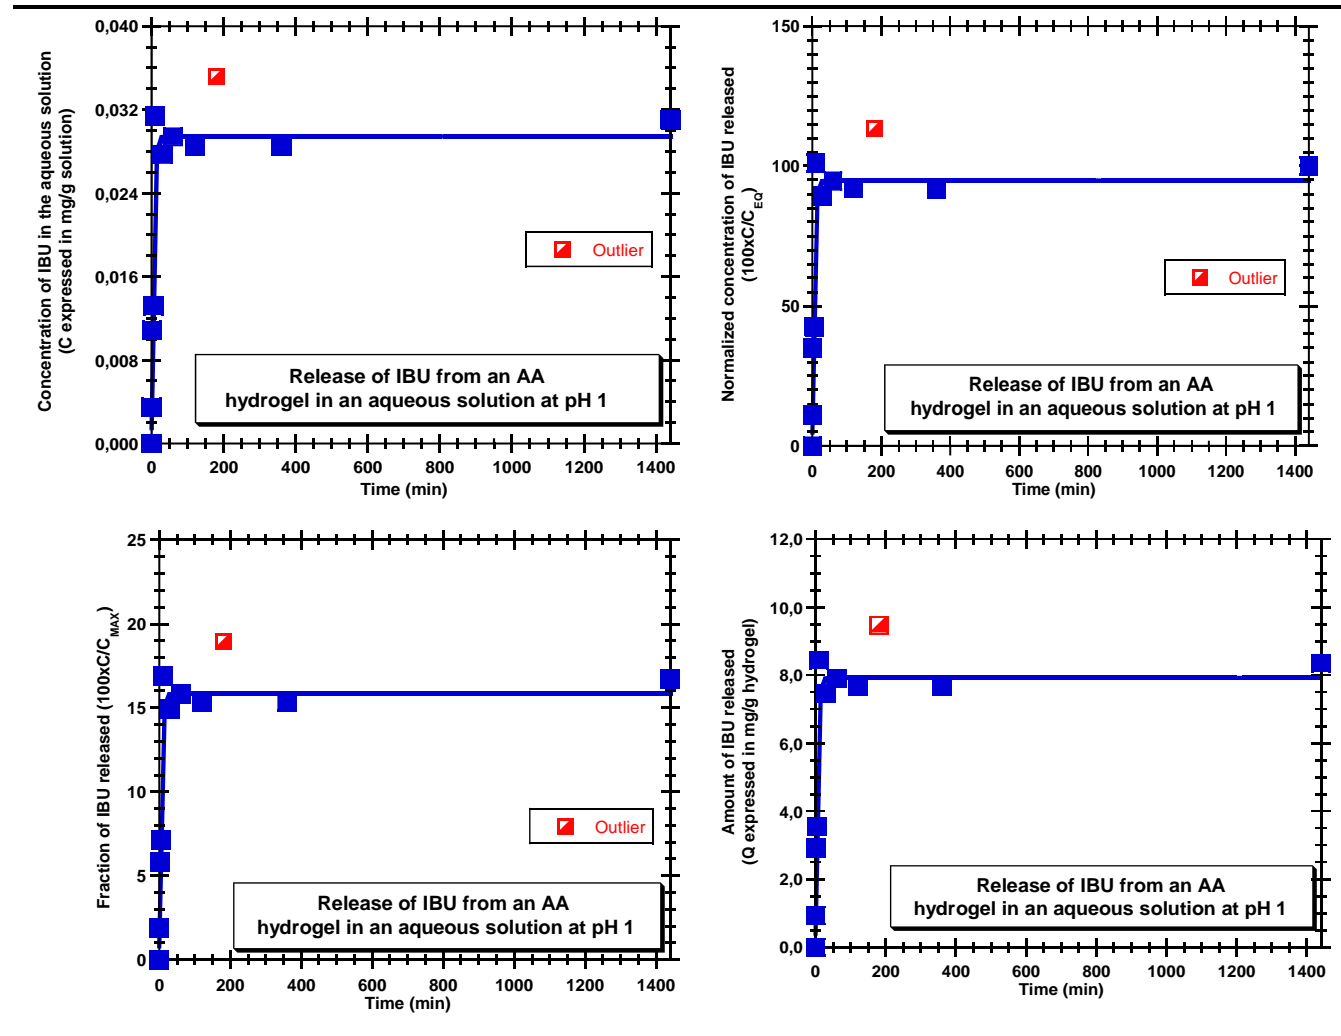 Concentration of IBU in the aqueous solution
(C expressed in mg/g solution)
0,040
0,032
0,024
0,016
0,008
0,000
Outlier
Release of IBU from an AA
hydrogel in an aqueous solution at pH 1
0 200 400 600 800 1000 1200 1400
Time (min)
Normalized concentration of IBU released
(100xC/C_EQ)
150
100
50
0
Outlier
Release of IBU from an AA
hydrogel in an aqueous solution at pH 1
0 200 400 600 800 1000 1200 1400
Time (min)
Fraction of IBU released (100xC/C_MAX)
25
20
15
10
5
0
Outlier
Release of IBU from an AA
hydrogel in an aqueous solution at pH 1
0 200 400 600 800 1000 1200 1400
Time (min)
Amount of IBU released
(Q expressed in mg/g hydrogel)
12,0
10,0
8,0
6,0
4,0
2,0
0,0
Outlier
Release of IBU from an AA
hydrogel in an aqueous solution at pH 1
0 200 400 600 800 1000 1200 1400
Time (min)